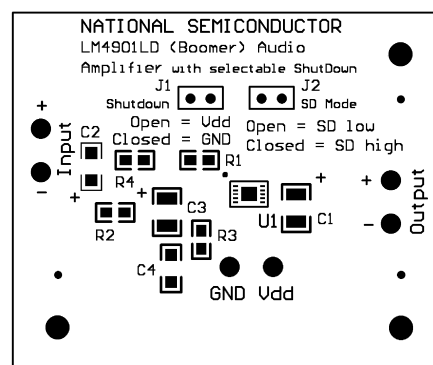 NATIONAL SEMICONDUCTOR
LM4901LD (Boomer) Audio
Amplifier with selectable ShutDown
J1
J2
Shutdown
SD Mode
Open = Vdd
Closed = GND
Open = SD low
Closed = SD high
+
Input
-
C2
+
R4
R1
R2
+
C3
R3
C4
U1
+
C1
+
Output
-
GND Vdd